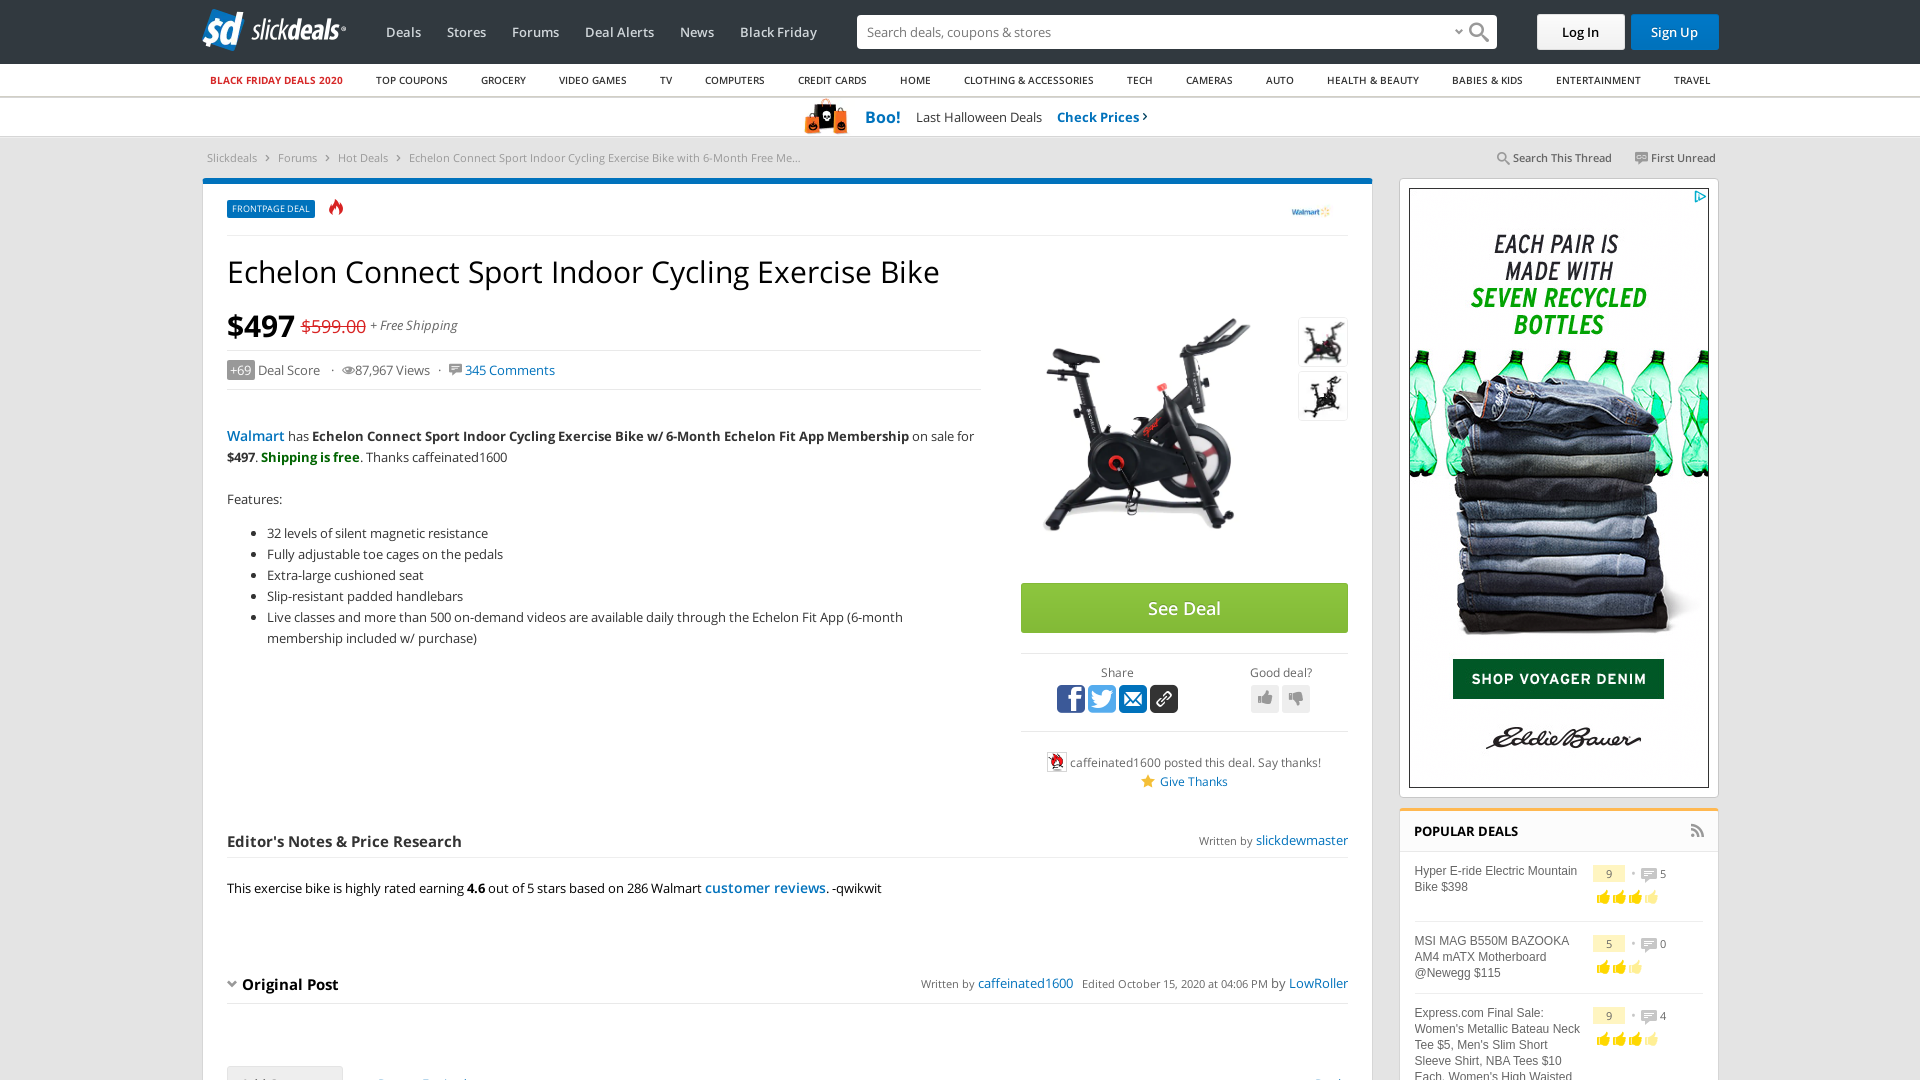 slickdeals
Deals Stores Forums Deal Alerts News Black Friday
Search deals, coupons & stores
Log In
Sign Up
BLACK FRIDAY DEALS 2020 TOP COUPONS GROCERY VIDEO GAMES TV COMPUTERS CREDIT CARDS HOME CLOTHING & ACCESSORIES TECH CAMERAS AUTO HEALTH & BEAUTY BABIES & KIDS ENTERTAINMENT TRAVEL
Boo! Last Halloween Deals Check Prices
Slickdeals Forums Hot Deals Echelon Connect Sport Indoor Cycling Exercise Bike with 6-Month Free Me...
Search This Thread First Unread
FRONTPAGE DEAL
Walmart
Echelon Connect Sport Indoor Cycling Exercise Bike
$497 $599.00 + Free Shipping
+69 Deal Score · 87,967 Views · 345 Comments
Walmart has Echelon Connect Sport Indoor Cycling Exercise Bike w/ 6-Month Echelon Fit App Membership on sale for
$497. Shipping is free. Thanks caffeinated1600
Features:
32 levels of silent magnetic resistance
Fully adjustable toe cages on the pedals
Extra-large cushioned seat
Slip-resistant padded handlebars
Live classes and more than 500 on-demand videos are available daily through the Echelon Fit App (6-month
membership included w/ purchase)
See Deal
Share
Good deal?
caffeinated1600 posted this deal. Say thanks!
Give Thanks
Editor's Notes & Price Research
Written by slickdewmaster
This exercise bike is highly rated earning 4.6 out of 5 stars based on 286 Walmart customer reviews. -qwikwit
Original Post
Written by caffeinated1600 Edited October 15, 2020 at 04:06 PM by LowRoller
EACH PAIR IS
MADE WITH
SEVEN RECYCLED
BOTTLES
SHOP VOYAGER DENIM
Eddie Bauer
POPULAR DEALS
Hyper E-ride Electric Mountain
Bike $398
9 • 5
MSI MAG B550M BAZOOKA
AM4 mATX Motherboard
@Newegg $115
5 • 0
Express.com Final Sale:
Women's Metallic Bateau Neck
Tee $5, Men's Slim Short
Sleeve Shirt, NBA Tees $10
Each, Women's High Waisted
9 • 4